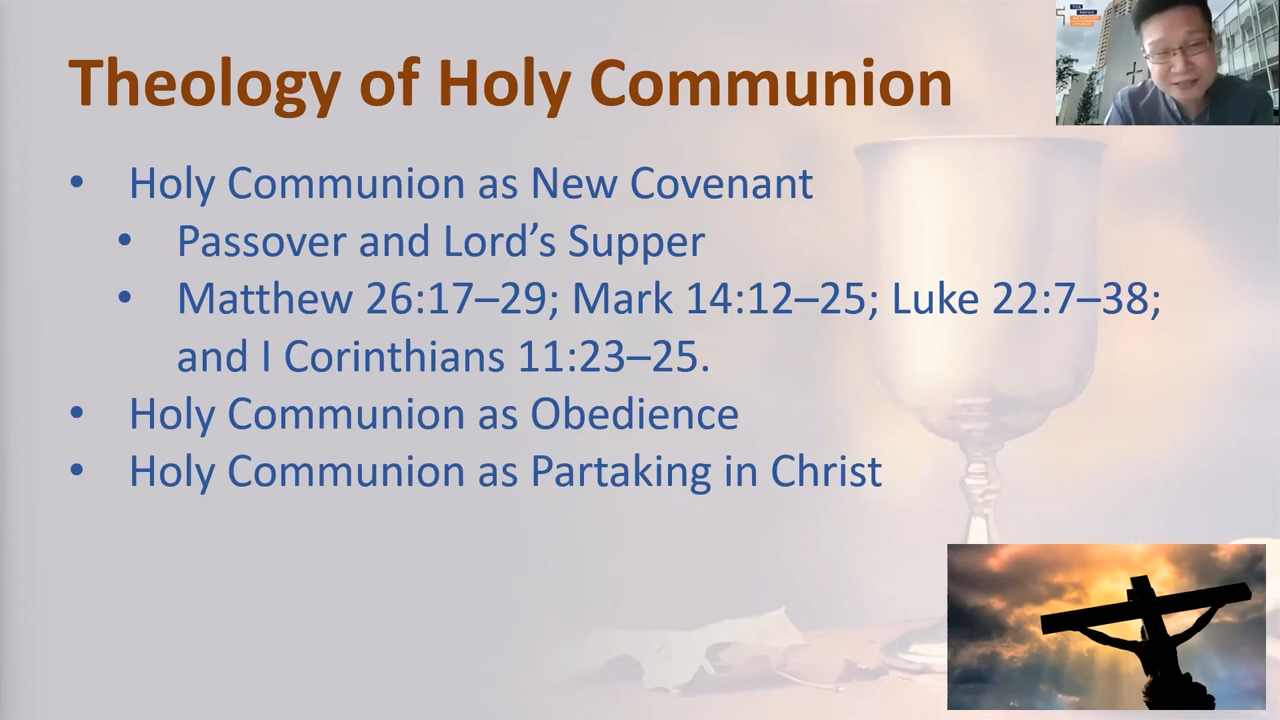 Theology of Holy Communion
• Holy Communion as New Covenant
• Passover and Lord’s Supper
• Matthew 26:17–29; Mark 14:12–25; Luke 22:7–38;
and I Corinthians 11:23–25.
• Holy Communion as Obedience
• Holy Communion as Partaking in Christ